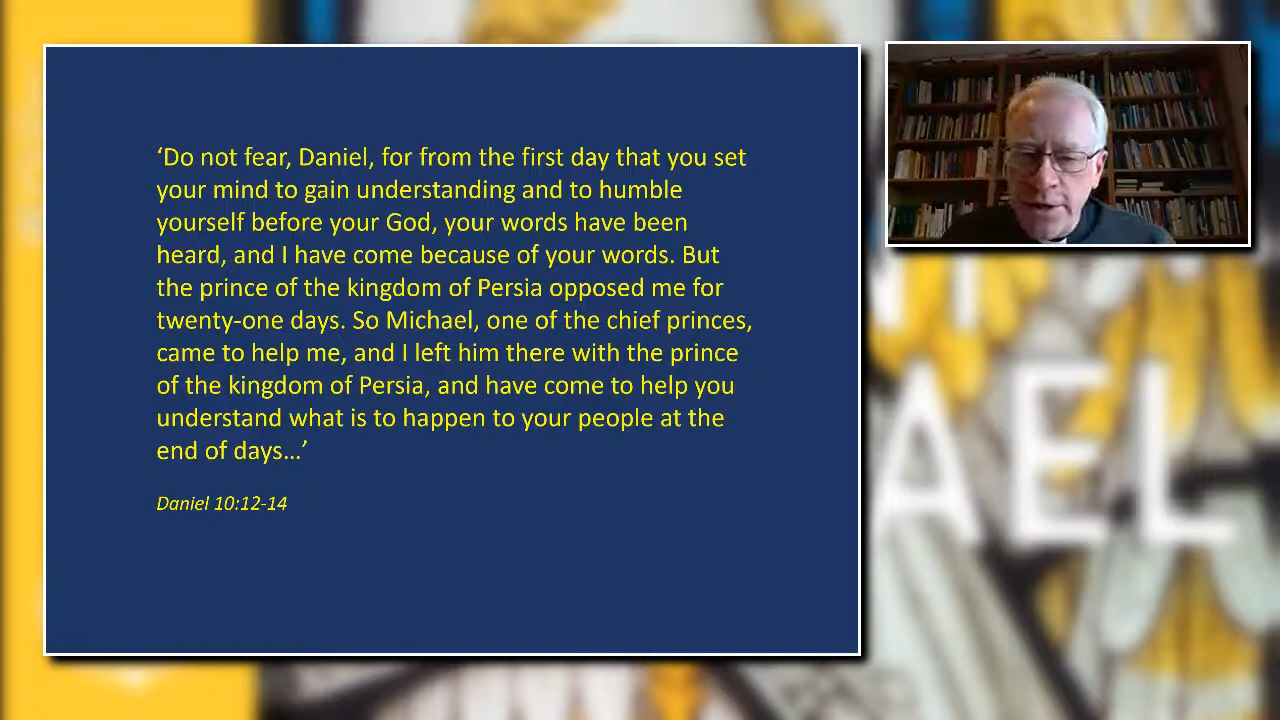 ‘Do not fear, Daniel, for from the first day that you set
your mind to gain understanding and to humble
yourself before your God, your words have been
heard, and I have come because of your words. But
the prince of the kingdom of Persia opposed me for
twenty-one days. So Michael, one of the chief princes,
came to help me, and I left him there with the prince
of the kingdom of Persia, and have come to help you
understand what is to happen to your people at the
end of days…’
Daniel 10:12-14
AEL